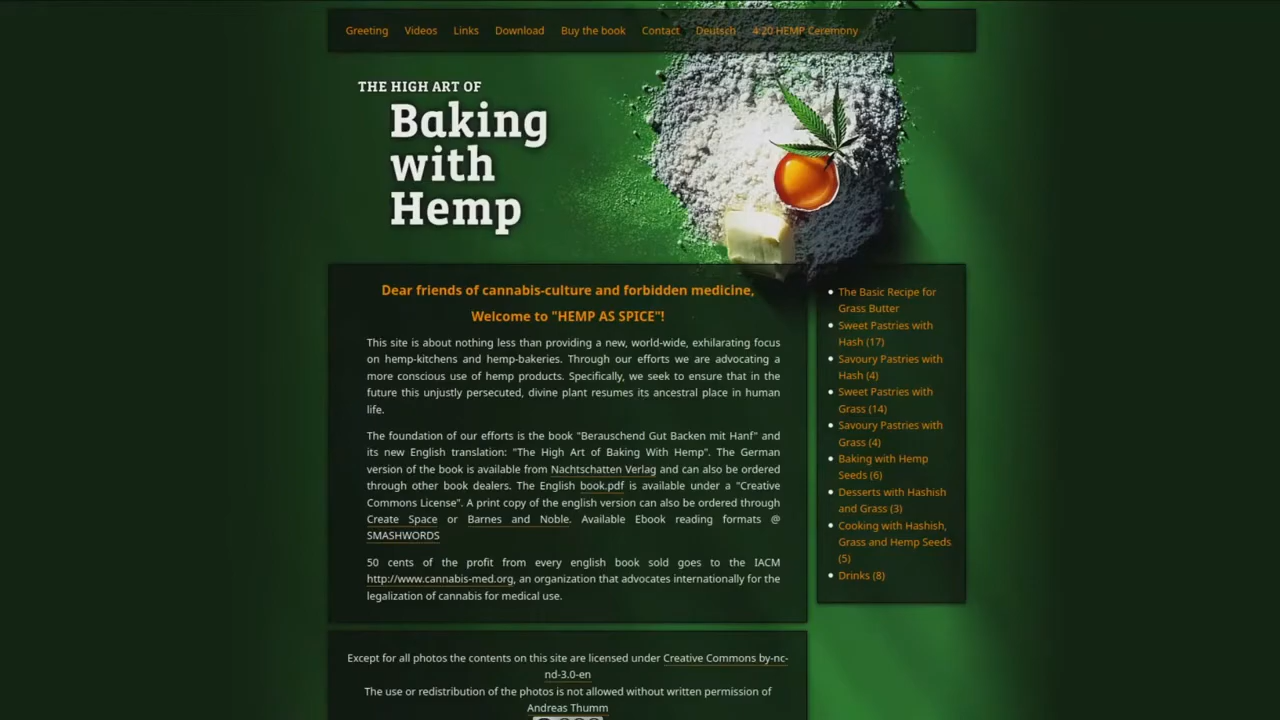 Greeting Videos Links Download Buy the book Contact Deutsch 4:20 HEMP Ceremony
THE HIGH ART OF
Baking
with
Hemp
Dear friends of cannabis-culture and forbidden medicine,
Welcome to "HEMP AS SPICE"!
This site is about nothing less than providing a new, world-wide, exhilarating focus
on hemp-kitchens and hemp-bakeries. Through our efforts we are advocating a
more conscious use of hemp products. Specifically, we seek to ensure that in the
future this unjustly persecuted, divine plant resumes its ancestral place in human
life.
The foundation of our efforts is the book "Berauschend Gut Backen mit Hanf" and
its new English translation: "The High Art of Baking With Hemp". The German
version of the book is available from Nachtschatten Verlag and can also be ordered
through other book dealers. The English book.pdf is available under a "Creative
Commons License". A print copy of the english version can also be ordered through
Create Space or Barnes and Noble. Available Ebook reading formats @
SMASHWORDS
50 cents of the profit from every english book sold goes to the IACM
http://www.cannabis-med.org, an organization that advocates internationally for the
legalization of cannabis for medical use.
The Basic Recipe for
Grass Butter
Sweet Pastries with
Hash (17)
Savoury Pastries with
Hash (4)
Sweet Pastries with
Grass (14)
Savoury Pastries with
Grass (4)
Baking with Hemp
Seeds (6)
Desserts with Hashish
and Grass (3)
Cooking with Hashish,
Grass and Hemp Seeds
(5)
Drinks (8)
Except for all photos the contents on this site are licensed under Creative Commons by-nc-
nd-3.0-en
The use or redistribution of the photos is not allowed without written permission of
Andreas Thumm